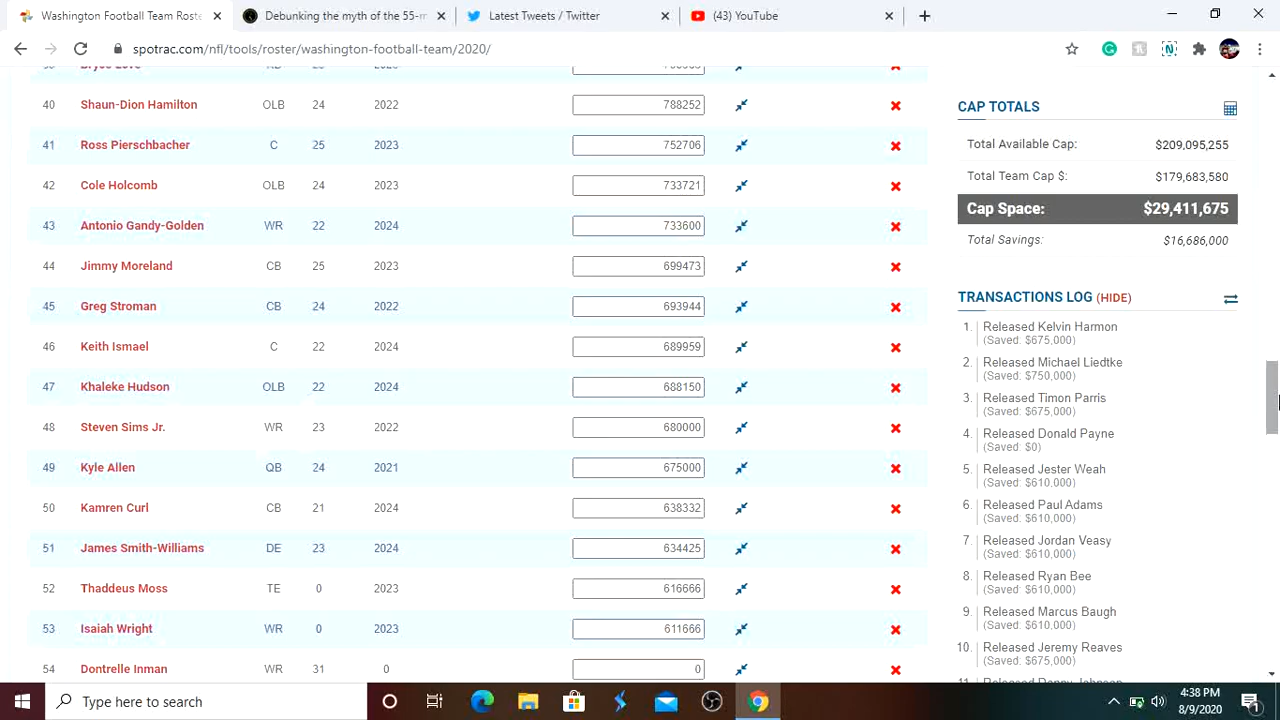 Washington Football Team Roste
Debunking the myth of the 55-m
Latest Tweets / Twitter
(43) YouTube
spotrac.com/nfl/tools/roster/washington-football-team/2020/
40 Shaun-Dion Hamilton OLB 24 2022 788252
41 Ross Pierschbacher C 25 2023 752706
42 Cole Holcomb OLB 24 2023 733721
43 Antonio Gandy-Golden WR 22 2024 733600
44 Jimmy Moreland CB 25 2023 699473
45 Greg Stroman CB 24 2022 693944
46 Keith Ismael C 22 2024 689959
47 Khaleke Hudson OLB 22 2024 688150
48 Steven Sims Jr. WR 23 2022 680000
49 Kyle Allen QB 24 2021 675000
50 Kamren Curl CB 21 2024 638332
51 James Smith-Williams DE 23 2024 634425
52 Thaddeus Moss TE 0 2023 616666
53 Isaiah Wright WR 0 2023 611666
54 Dontrelle Inman WR 31 0 0
CAP TOTALS
Total Available Cap: $209,095,255
Total Team Cap $: $179,683,580
Cap Space: $29,411,675
Total Savings: $16,686,000
TRANSACTIONS LOG (HIDE)
1. Released Kelvin Harmon
(Saved: $675,000)
2. Released Michael Liedtke
(Saved: $750,000)
3. Released Timon Parris
(Saved: $675,000)
4. Released Donald Payne
(Saved: $0)
5. Released Jester Weah
(Saved: $610,000)
6. Released Paul Adams
(Saved: $610,000)
7. Released Jordan Veasy
(Saved: $610,000)
8. Released Ryan Bee
(Saved: $610,000)
9. Released Marcus Baugh
(Saved: $610,000)
10. Released Jeremy Reaves
(Saved: $675,000)
Type here to search
4:38 PM
8/9/2020